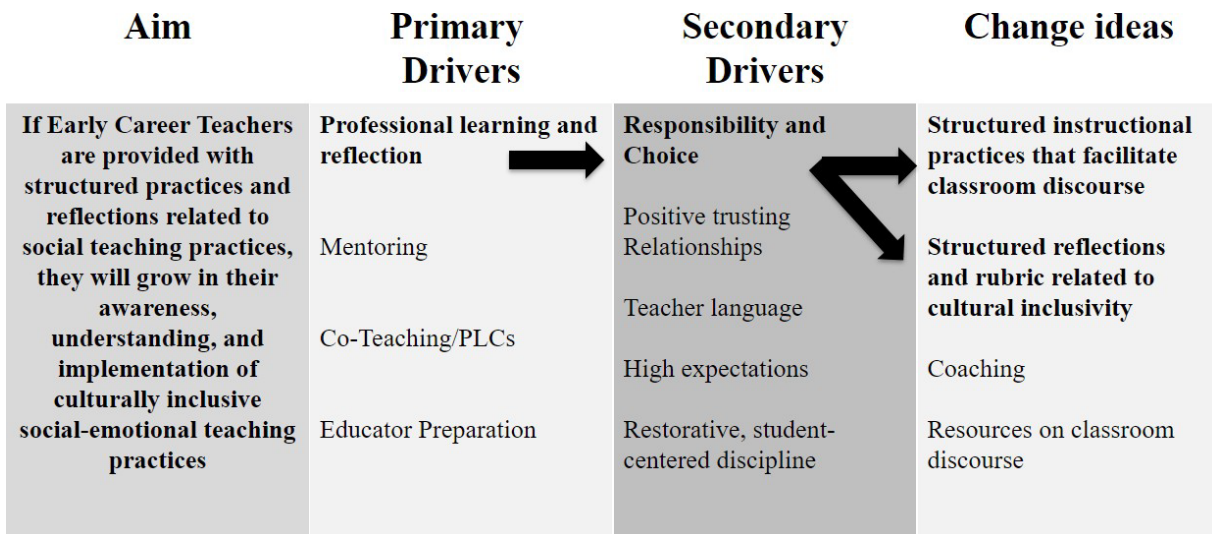 Aim
Primary
Drivers
Secondary
Drivers
Change ideas
If Early Career Teachers
are provided with
structured practices and
reflections related to
social teaching practices,
they will grow in their
awareness,
understanding, and
implementation of
culturally inclusive
social-emotional teaching
practices
Professional learning and
reflection
Mentoring
Co-Teaching/PLCs
Educator Preparation
Responsibility and
Choice
Positive trusting
Relationships
Teacher language
High expectations
Restorative, student-
centered discipline
Structured instructional
practices that facilitate
classroom discourse
Structured reflections
and rubric related to
cultural inclusivity
Coaching
Resources on classroom
discourse